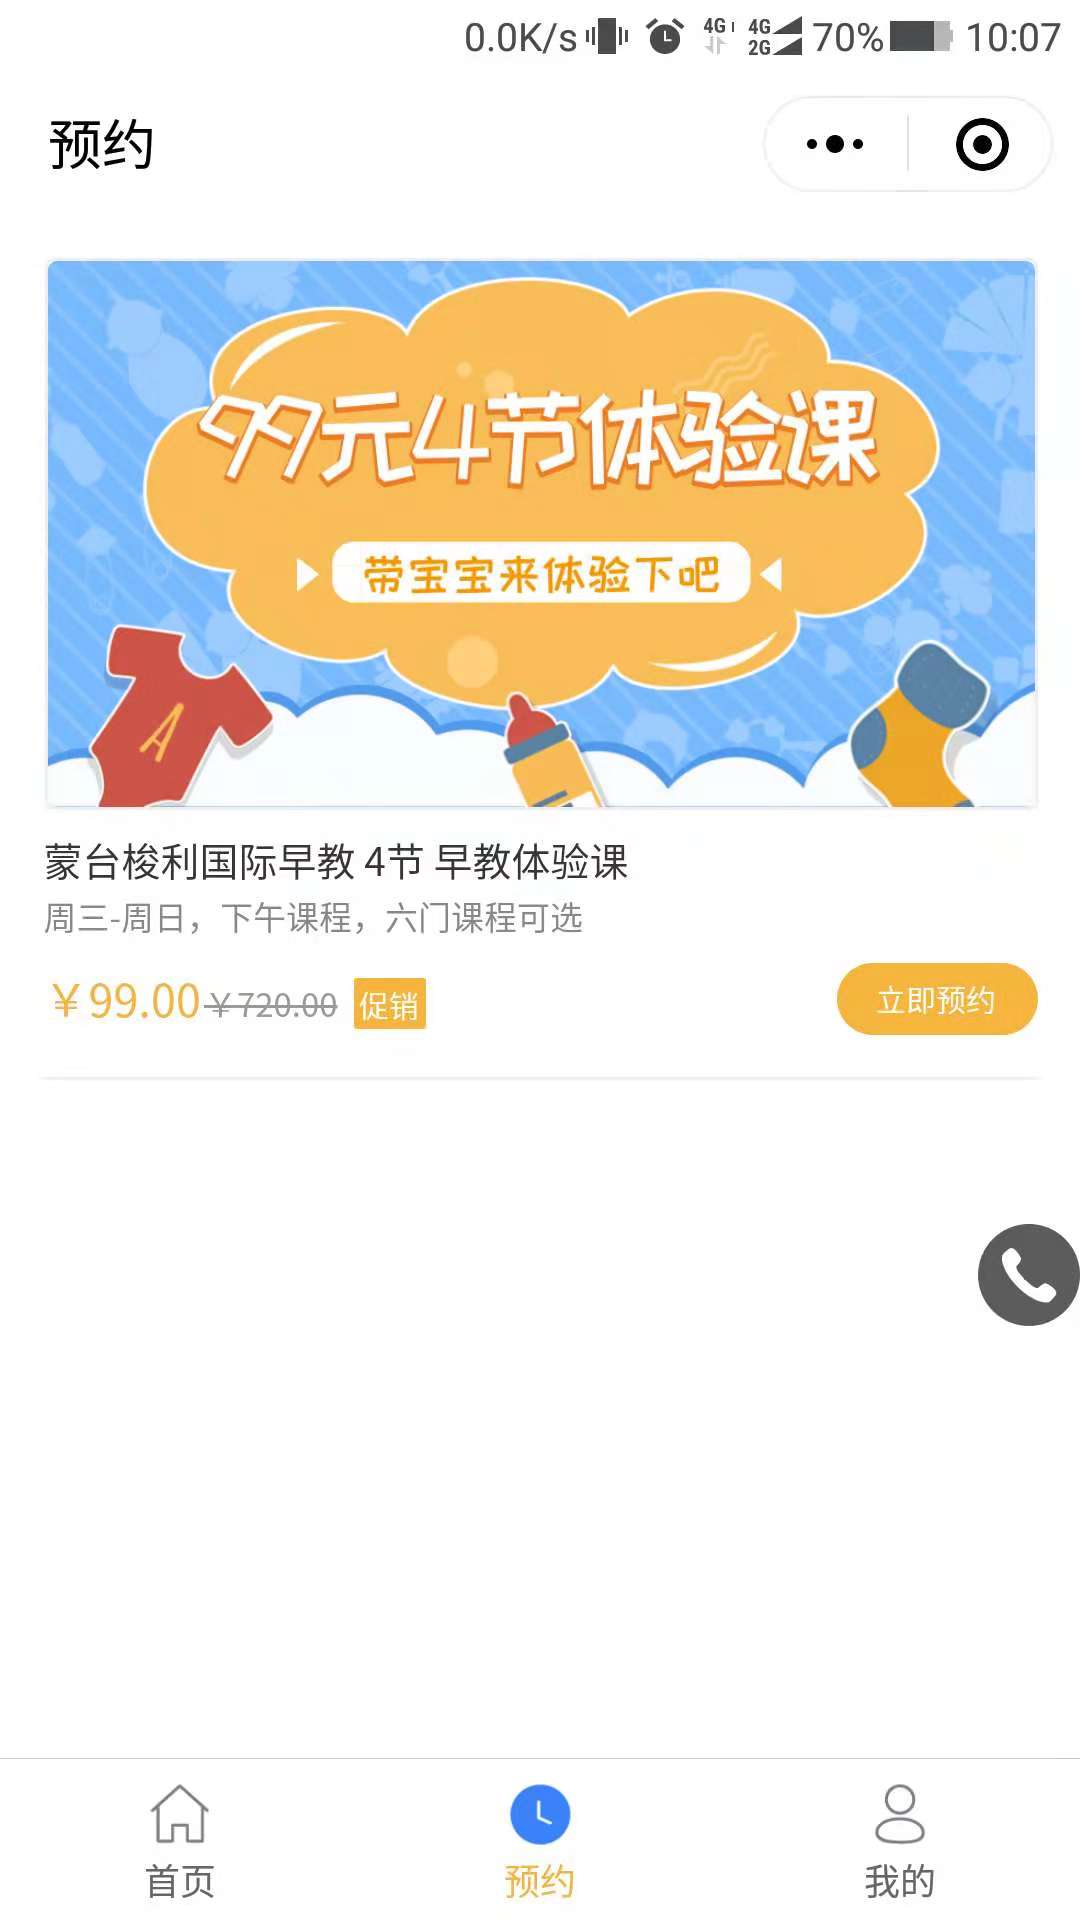 0.0K/s 4G 4G 2G 70% 10:07
预约
99元4节体验课
带宝宝来体验下吧
A
蒙台梭利国际早教 4节 早教体验课
周三-周日，下午课程，六门课程可选
￥99.00 ￥720.00 促销 立即预约
首页 预约 我的